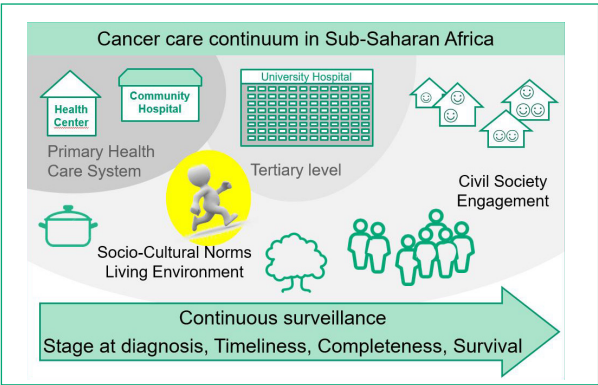 Cancer care continuum in Sub-Saharan Africa
Health
Center
Community
Hospital
University Hospital
Primary Health
Care System
Tertiary level
Civil Society
Engagement
Socio-Cultural Norms
Living Environment
Continuous surveillance
Stage at diagnosis, Timeliness, Completeness, Survival